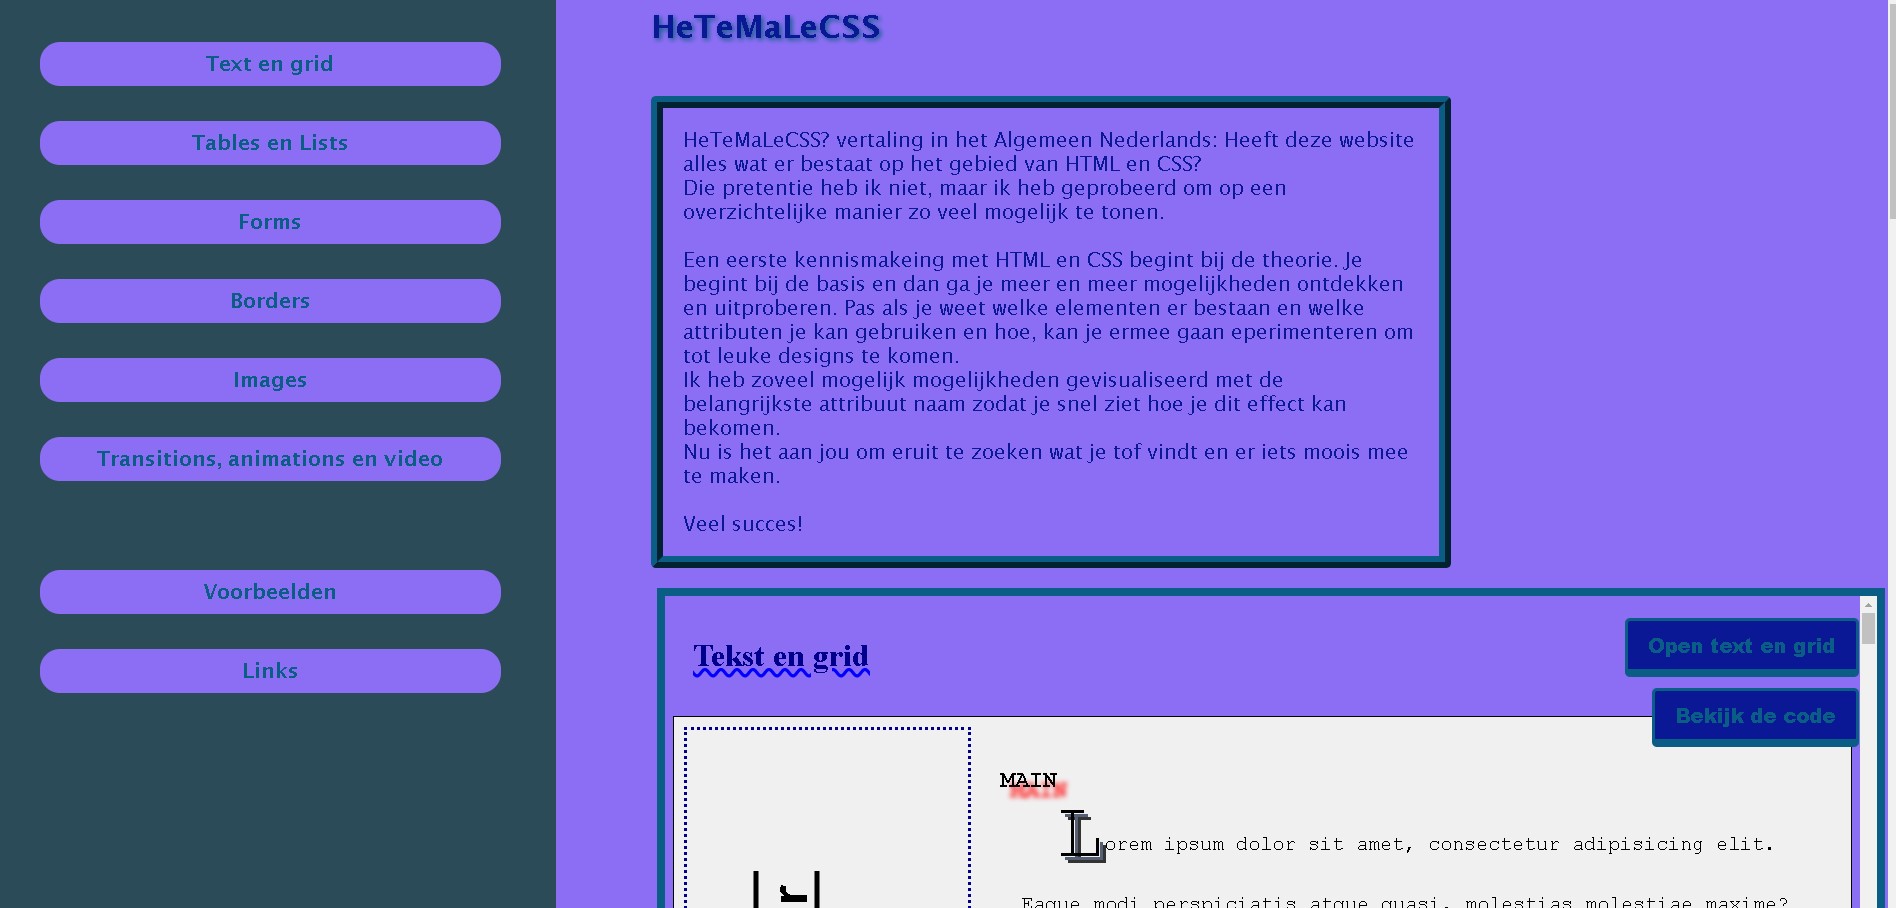 Text en grid
Tables en Lists
Forms
Borders
Images
Transitions, animations en video
Voorbeelden
Links
HeTeMaLeCSS
HeTeMaLeCSS? vertaling in het Algemeen Nederlands: Heeft deze website
alles wat er bestaat op het gebied van HTML en CSS?
Die pretentie heb ik niet, maar ik heb geprobeerd om op een
overzichtelijke manier zo veel mogelijk te tonen.
Een eerste kennismakeing met HTML en CSS begint bij de theorie. Je
begint bij de basis en dan ga je meer en meer mogelijkheden ontdekken
en uitproberen. Pas als je weet welke elementen er bestaan en welke
attributen je kan gebruiken en hoe, kan je ermee gaan eperimenteren om
tot leuke designs te komen.
Ik heb zoveel mogelijk mogelijkheden gevisualiseerd met de
belangrijkste attribuut naam zodat je snel ziet hoe je dit effect kan
bekomen.
Nu is het aan jou om eruit te zoeken wat je tof vindt en er iets moois mee
te maken.
Veel succes!
Tekst en grid
Open text en grid
Bekijk de code
MAIN
Lorem ipsum dolor sit amet, consectetur adipisicing elit.
Eaque modi perspiciatis atque quasi, molestias molestiae maxime?
r